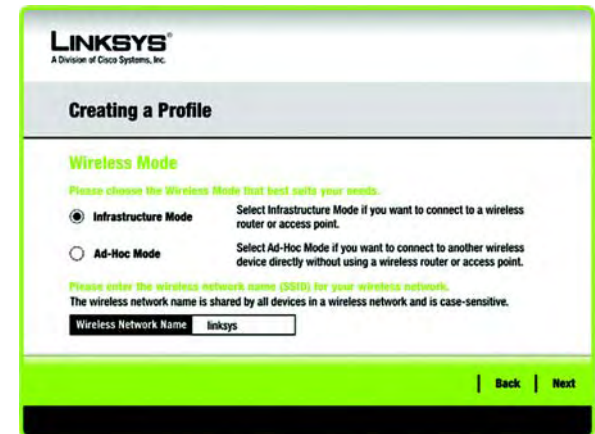 LINKSYS®
A Division of Cisco Systems, Inc.
Creating a Profile
Wireless Mode
Please choose the Wireless Mode that best suits your needs.
Infrastructure Mode
Select Infrastructure Mode if you want to connect to a wireless
router or access point.
Ad-Hoc Mode
Select Ad-Hoc Mode if you want to connect to another wireless
device directly without using a wireless router or access point.
Please enter the wireless network name (SSID) for your wireless network.
The wireless network name is shared by all devices in a wireless network and is case-sensitive.
Wireless Network Name linksys
Back Next